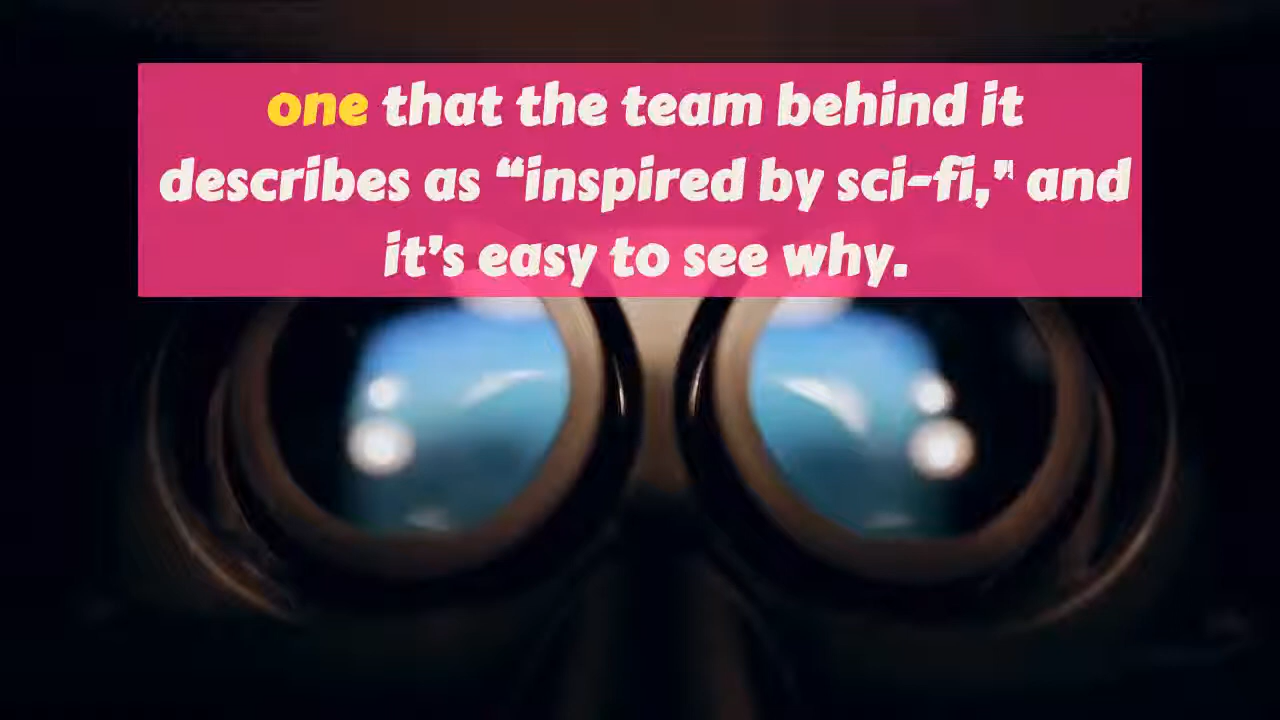 one that the team behind it
describes as “inspired by sci-fi,” and
it’s easy to see why.